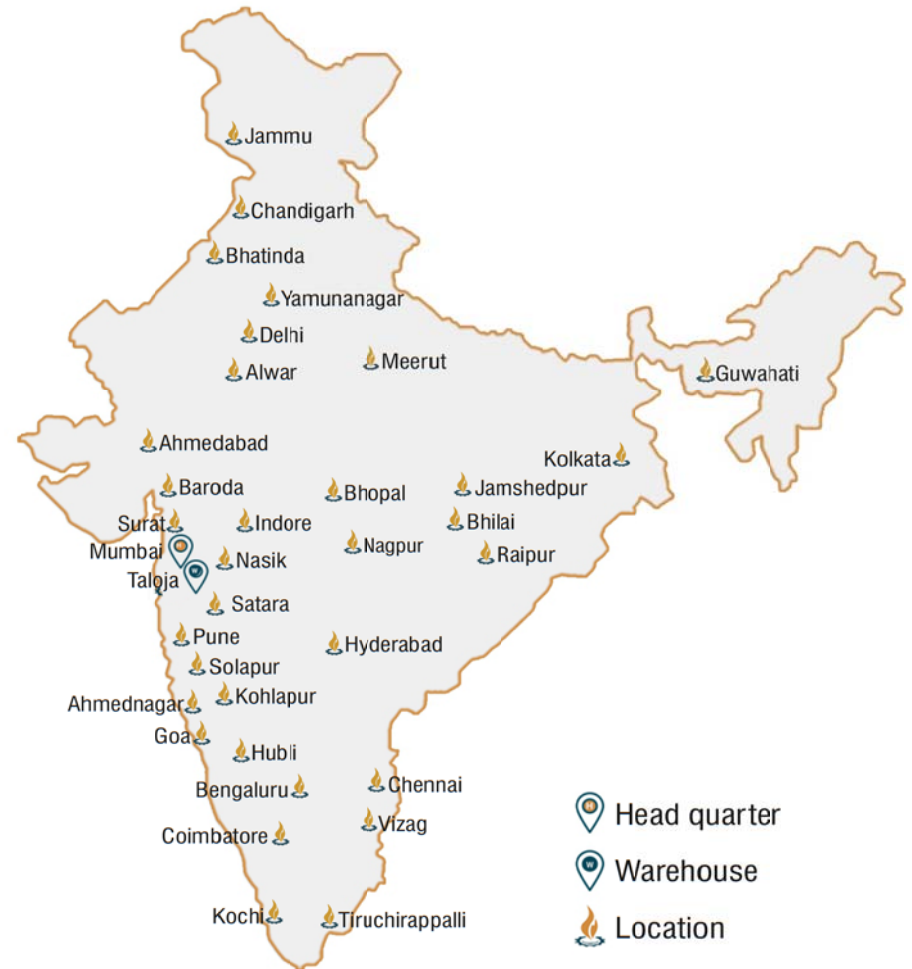 Jammu
Chandigarh
Bhatinda
Yamunanagar
Delhi
Meerut
Alwar
Guwahati
Ahmedabad
Kolkata
Baroda
Bhopal
Jamshedpur
Surat
Indore
Bhilai
Mumbai
Nagpur
Raipur
Nasik
Taloja
Satara
Pune
Hyderabad
Solapur
Kohlapur
Ahmednagar
Goa
Hubli
Bengaluru
Chennai
Vizag
Coimbatore
Kochi
Tiruchirappalli
H Head quarter
W Warehouse
Location